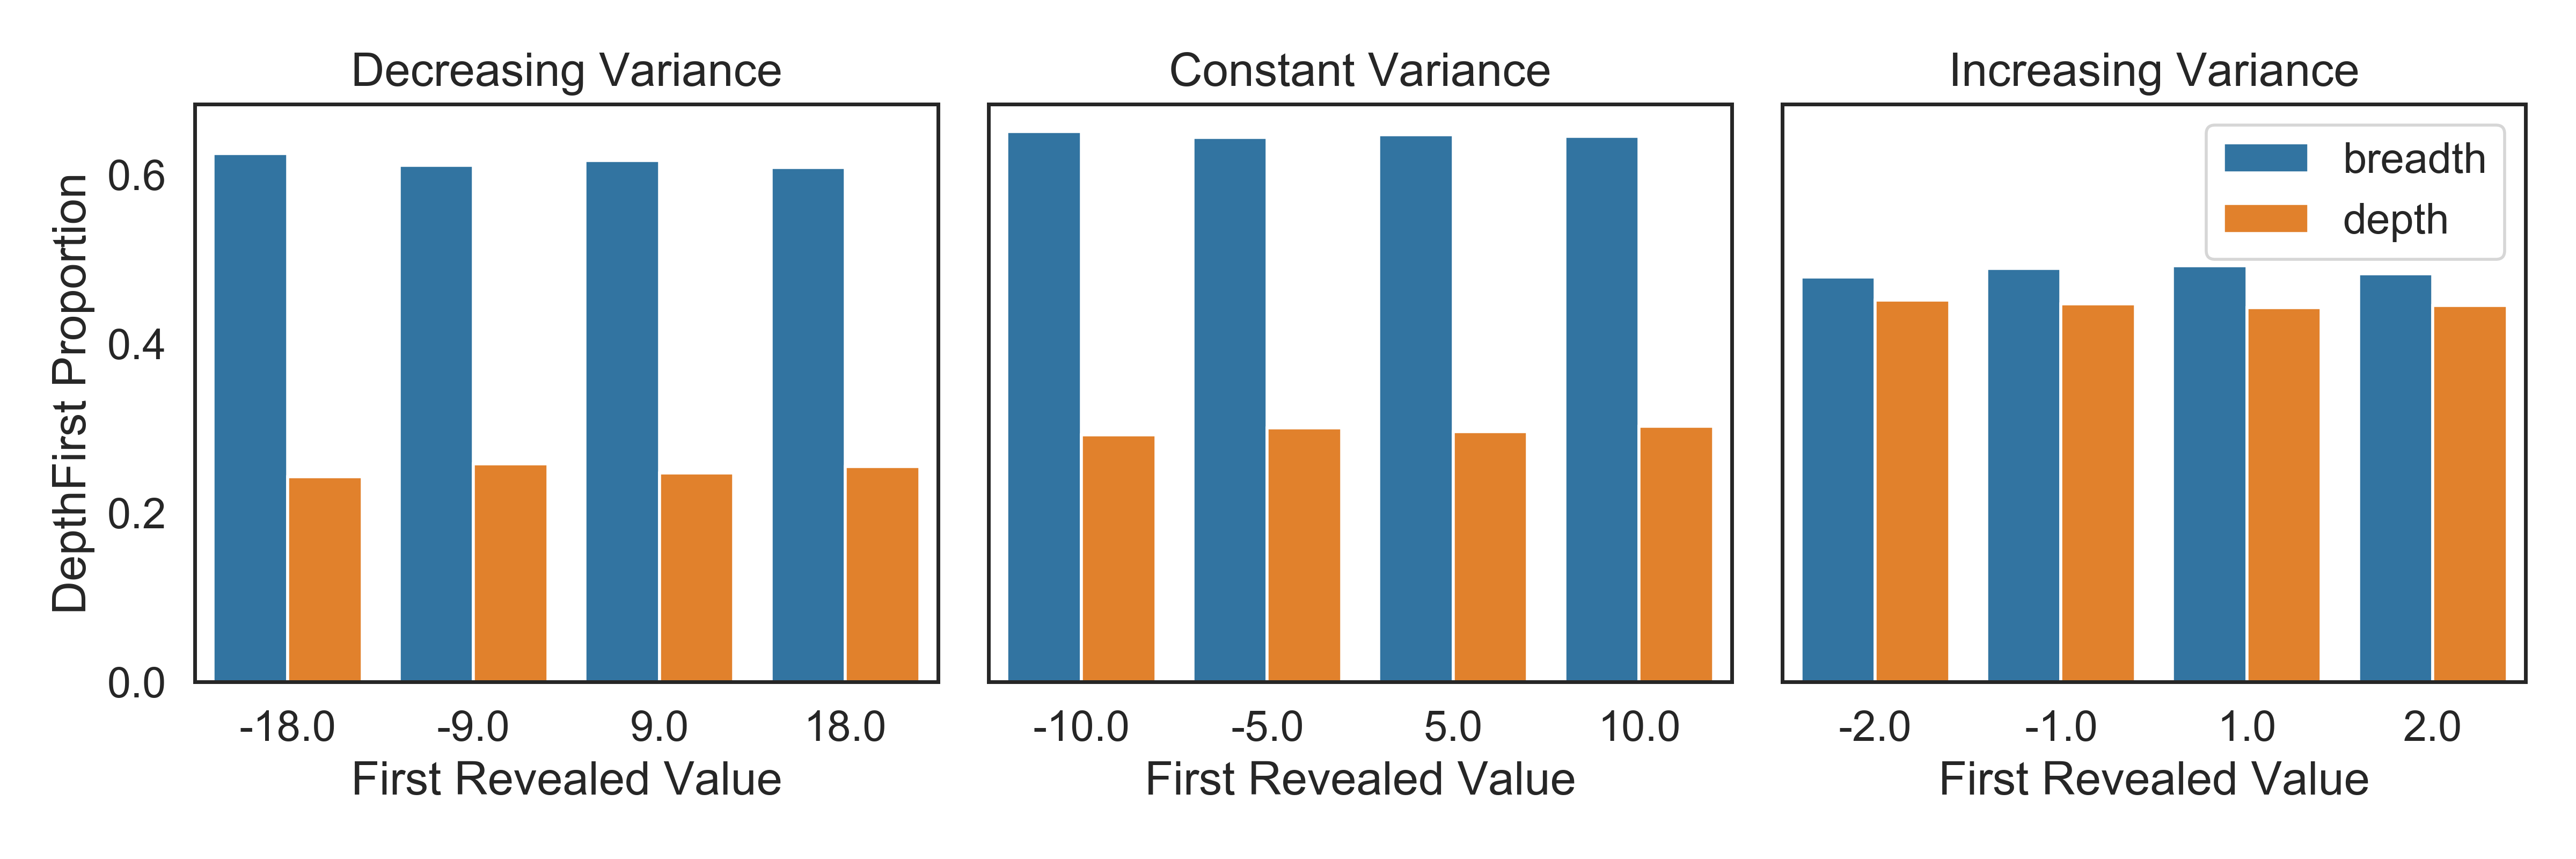 Decreasing Variance
Constant Variance
Increasing Variance
breadth
depth
DepthFirst Proportion
0.6
0.4
0.2
0.0
-18.0 -9.0 9.0 18.0
-10.0 -5.0 5.0 10.0
-2.0 -1.0 1.0 2.0
First Revealed Value
First Revealed Value
First Revealed Value